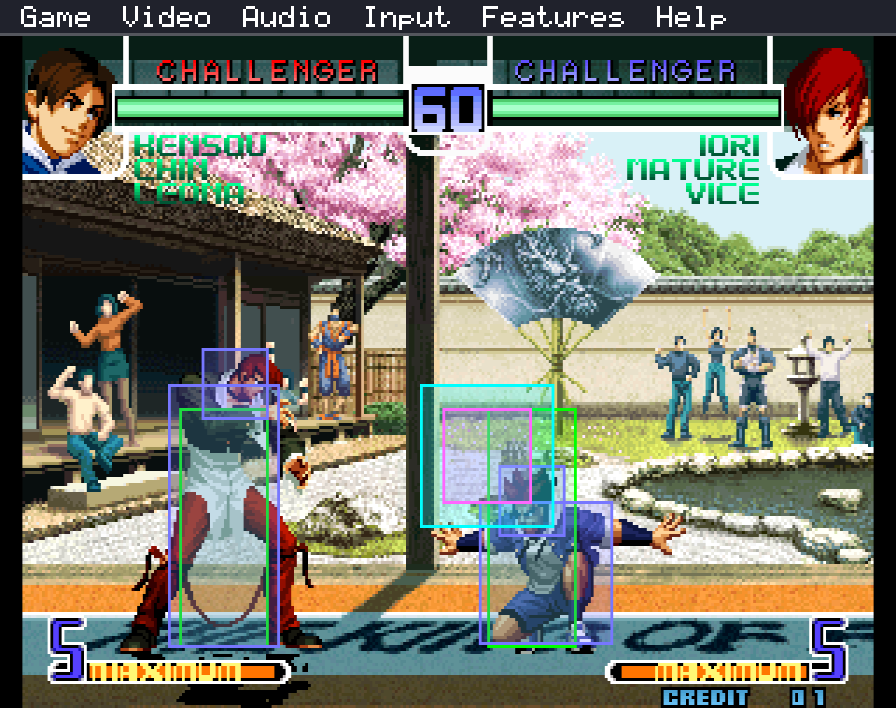 Game Video Audio Input Features Help
CHALLENGER CHALLENGER
60
KENSOU IORI
CHIN MATURE
LEONA VICE
OF
5 MAXIMUM MAXIMUM 5
CREDIT 01